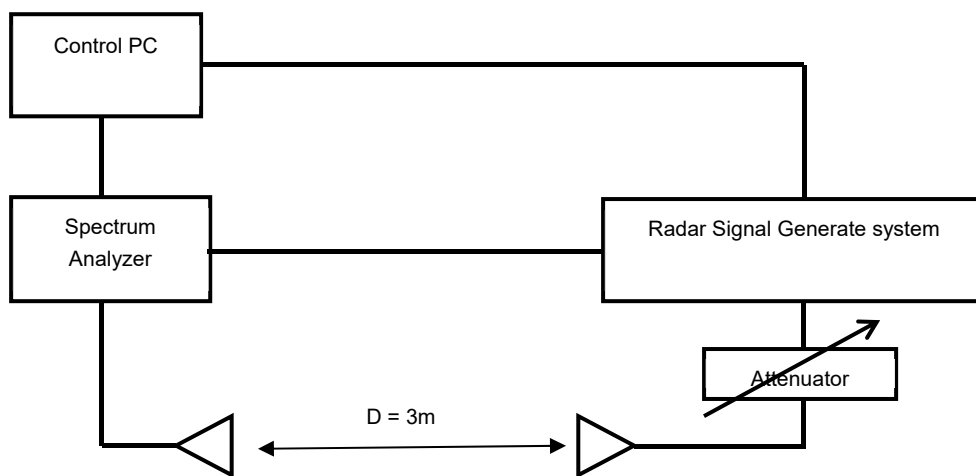 Control PC
Spectrum
Analyzer
Radar Signal Generate system
Attenuator
D = 3m